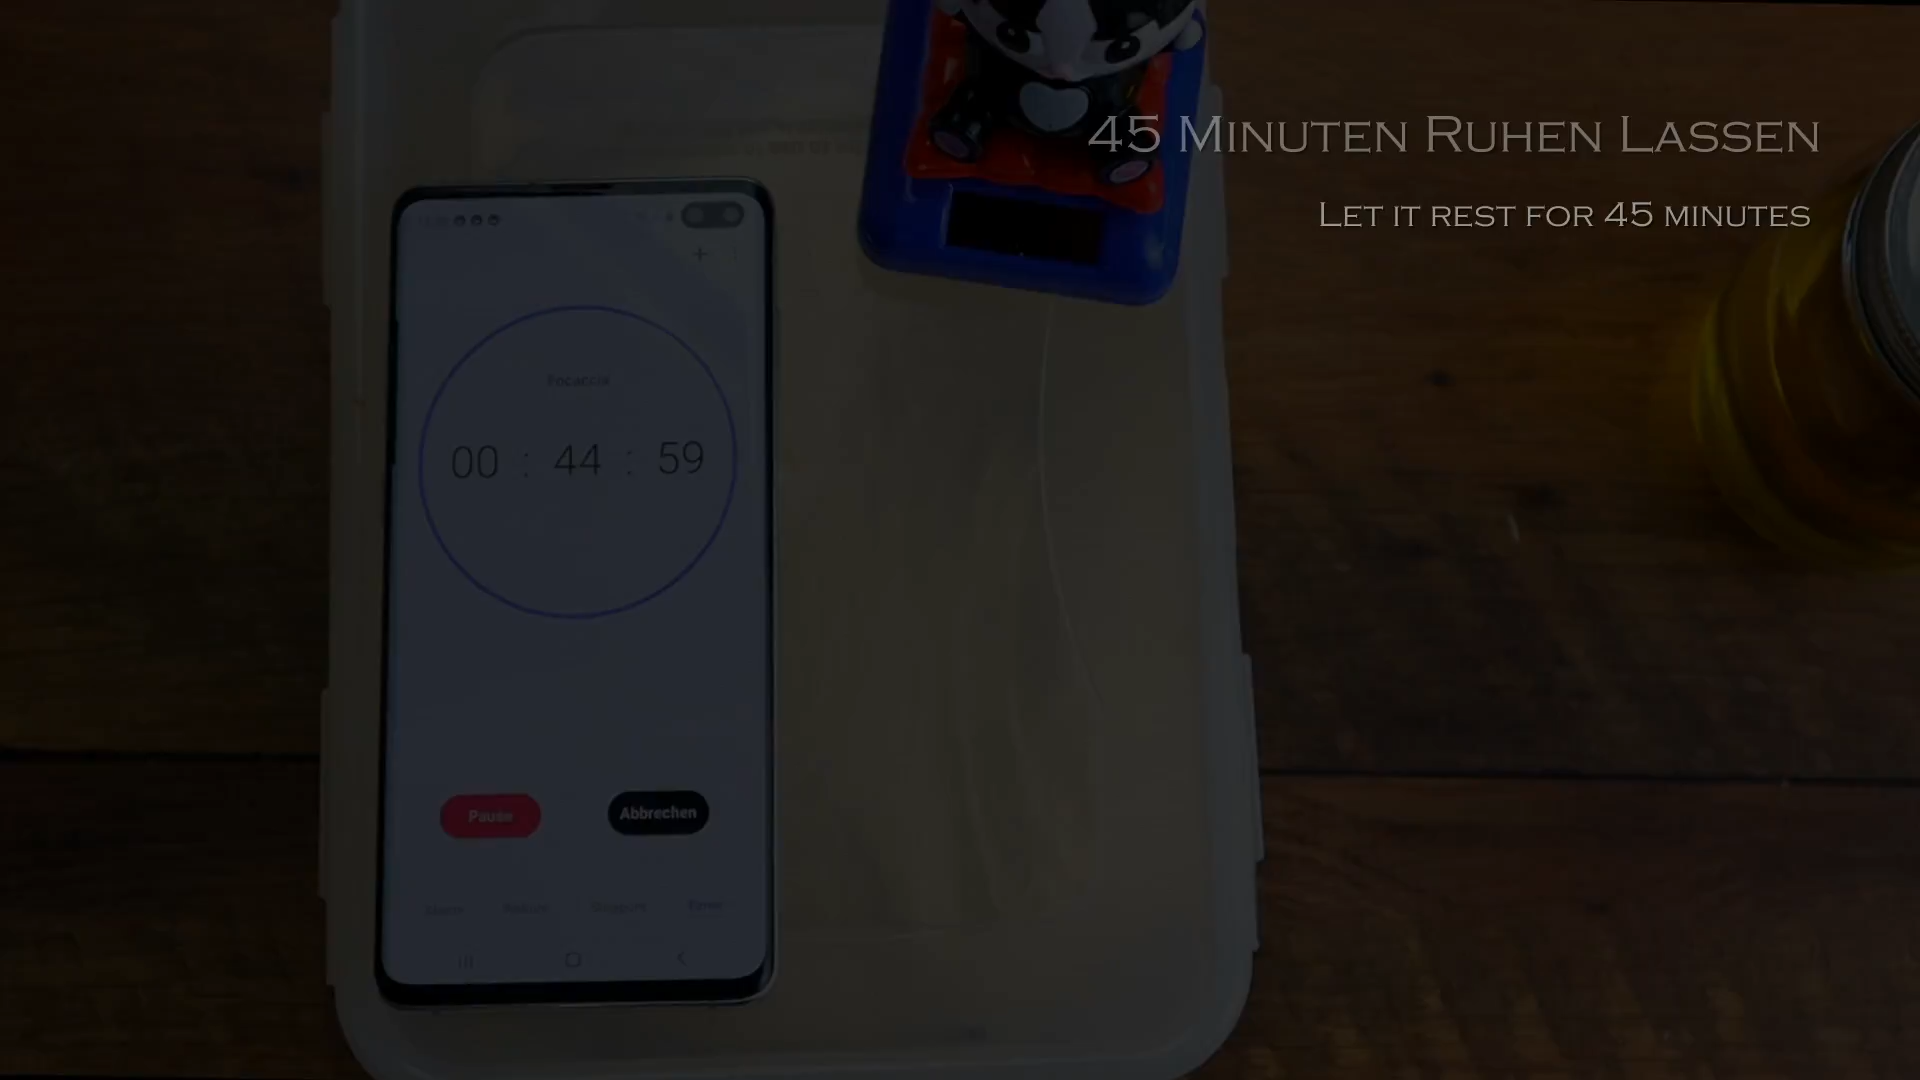 45 Minuten Ruhen Lassen
Let it rest for 45 minutes
Focaccia
00 : 44 : 59
Pause
Abbrechen